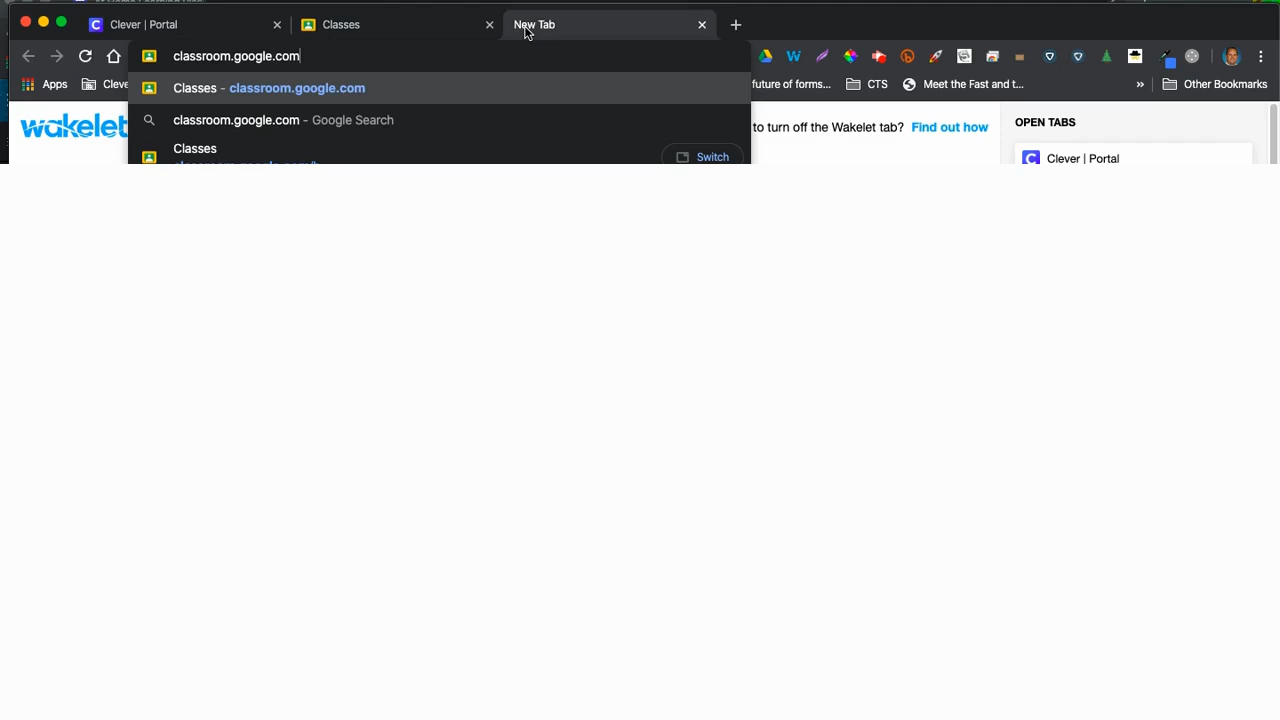 Clever | Portal
Classes
New Tab
classroom.google.com
Apps
Cleve
uture of forms...
CTS
Meet the Fast and t...
»
Other Bookmarks
Classes - classroom.google.com
classroom.google.com - Google Search
Classes
Switch
wakelet
to turn off the Wakelet tab? Find out how
OPEN TABS
Clever | Portal